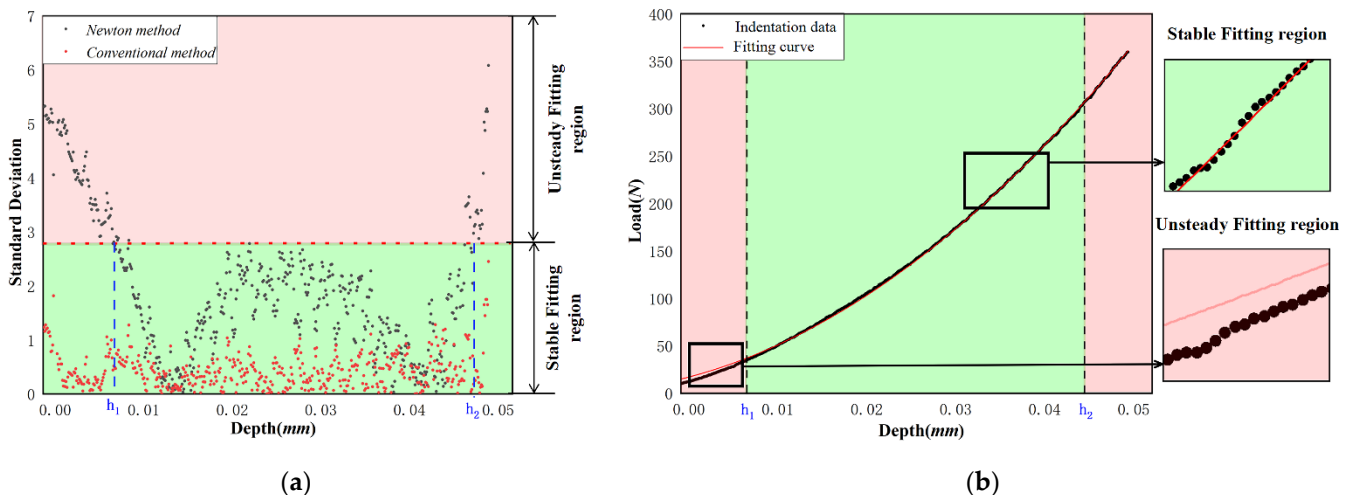 7
6
5
4
3
2
1
0
Standard Deviation
Newton method
Conventional method
Unsteady Fitting
region
Stable Fitting
region
0.00
h1
0.01
0.02
0.03
0.04
h2
0.05
Depth(mm)
(a)
400
350
300
250
200
150
100
50
0
Load(N)
Indentation data
Fitting curve
0.00
h1
0.01
0.02
0.03
0.04
h2
0.05
Depth(mm)
Stable Fitting region
Unsteady Fitting region
(b)